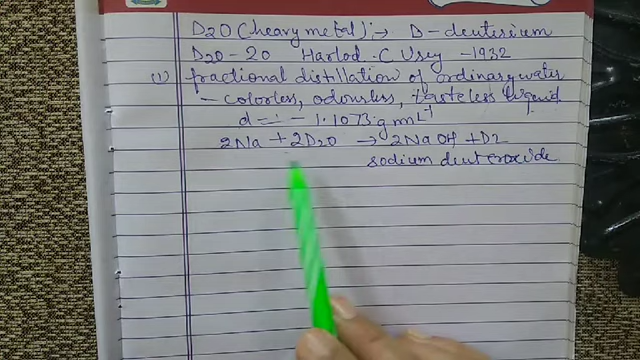 D2O (heavy metal) :→ D - deuterium
D2O - 20 Harlod . C Urey - 1932
(1) fractional distillation of ordinary water
- colorless, odourless, tasteless liquid
d = :- - 1.1073 g mL⁻¹
2Na + 2D2O → 2NaOH + D2
sodium deuteroxide